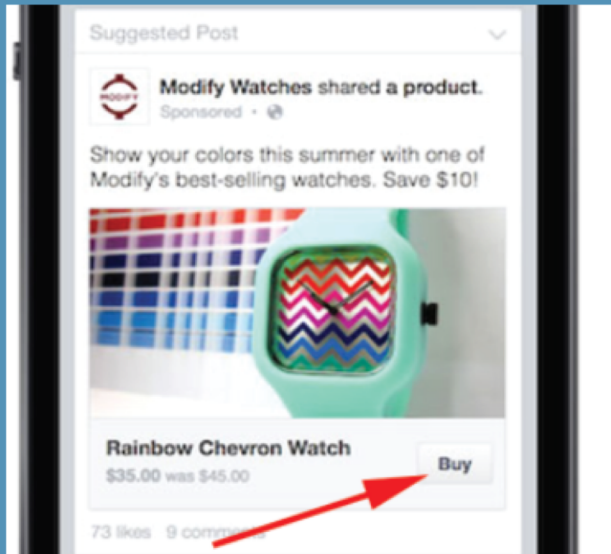 Suggested Post
MODIFY
Modify Watches shared a product.
Sponsored ·
Show your colors this summer with one of
Modify's best-selling watches. Save $10!
Rainbow Chevron Watch
$35.00 was $45.00
Buy
73 likes 9 comments